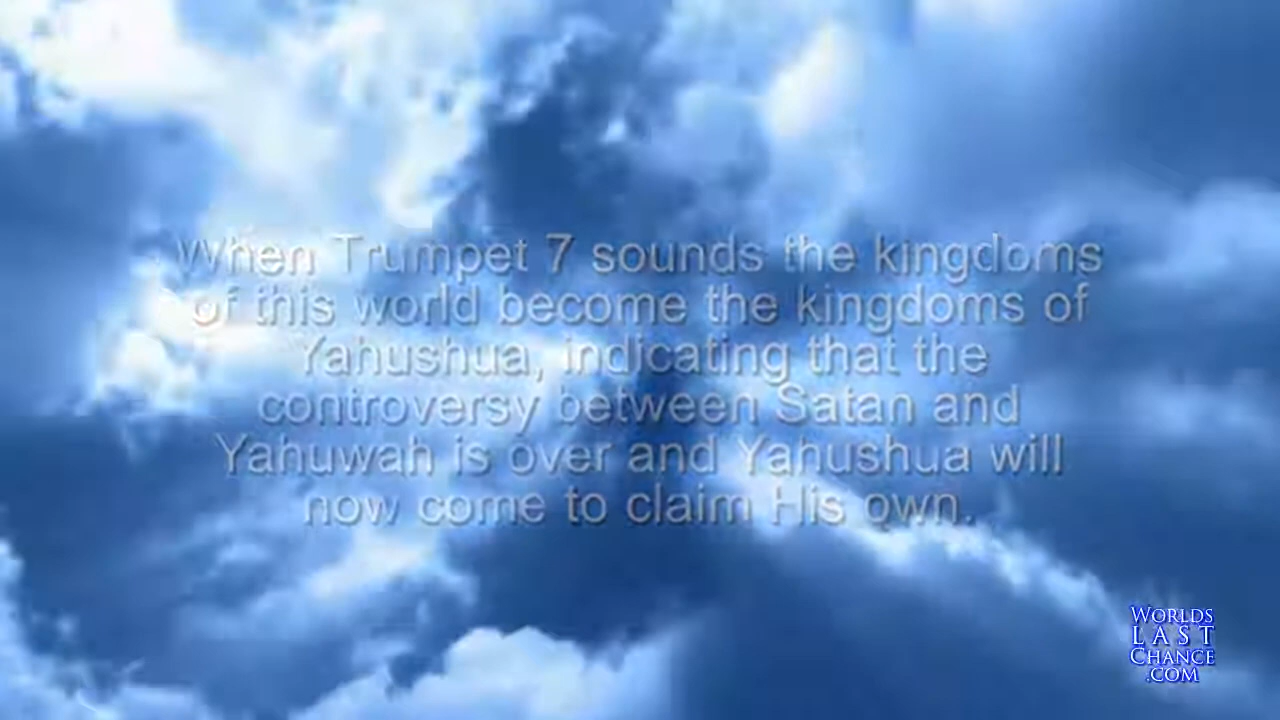 When Trumpet 7 sounds the kingdoms
of this world become the kingdoms of
Yahushua, indicating that the
controversy between Satan and
Yahuwah is over and Yahushua will
now come to claim His own.
WORLDS
LAST
CHANCE
.COM